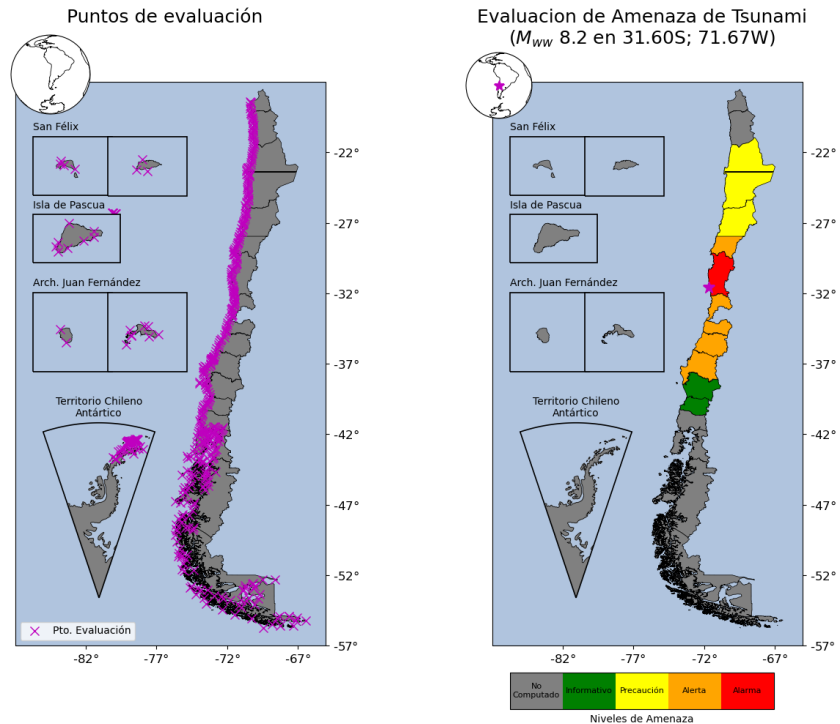 Puntos de evaluación
San Félix
Isla de Pascua
Arch. Juan Fernández
Territorio Chileno
Antártico
Pto. Evaluación
-22°
-27°
-32°
-37°
-42°
-47°
-52°
-57°
-82°
-77°
-72°
-67°
Evaluacion de Amenaza de Tsunami
(Mww 8.2 en 31.60S; 71.67W)
San Félix
Isla de Pascua
Arch. Juan Fernández
Territorio Chileno
Antártico
-22°
-27°
-32°
-37°
-42°
-47°
-52°
-57°
-82°
-77°
-72°
-67°
No
Computado
Informativo
Precaución
Alerta
Alarma
Niveles de Amenaza